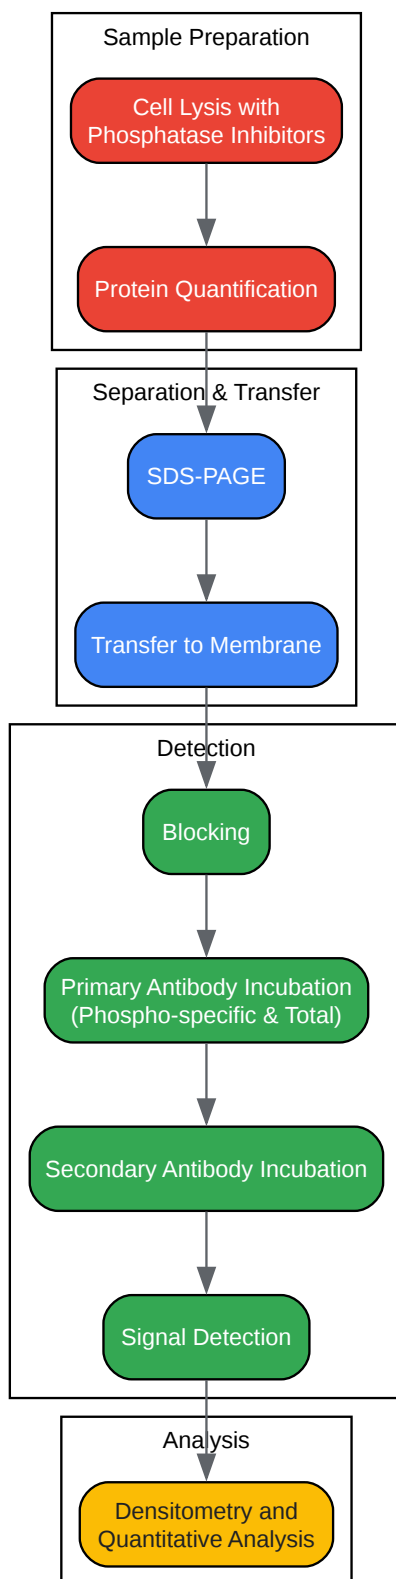 Sample Preparation
Cell Lysis with
Phosphatase Inhibitors
Protein Quantification
Separation & Transfer
SDS-PAGE
Transfer to Membrane
Detection
Blocking
Primary Antibody Incubation
(Phospho-specific & Total)
Secondary Antibody Incubation
Signal Detection
Analysis
Densitometry and
Quantitative Analysis